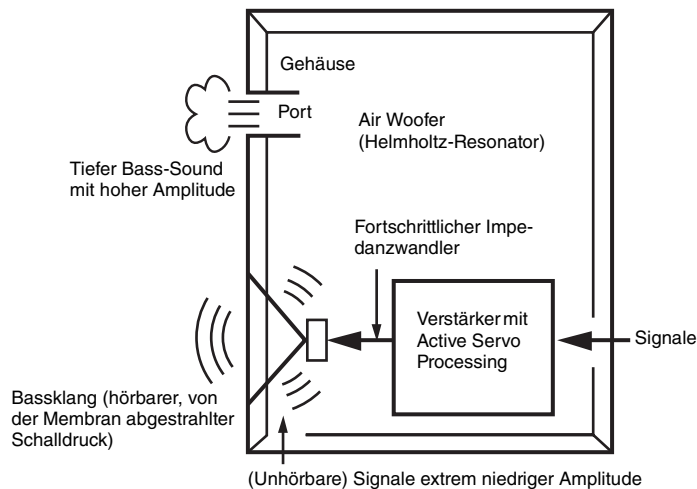 Gehäuse
Port
Air Woofer
(Helmholtz-Resonator)
Tiefer Bass-Sound
mit hoher Amplitude
Fortschrittlicher Impe-
danzwandler
Verstärker mit
Active Servo
Processing
Signale
Bassklang (hörbarer, von
der Membran abgestrahlter
Schalldruck)
(Unhörbare) Signale extrem niedriger Amplitude